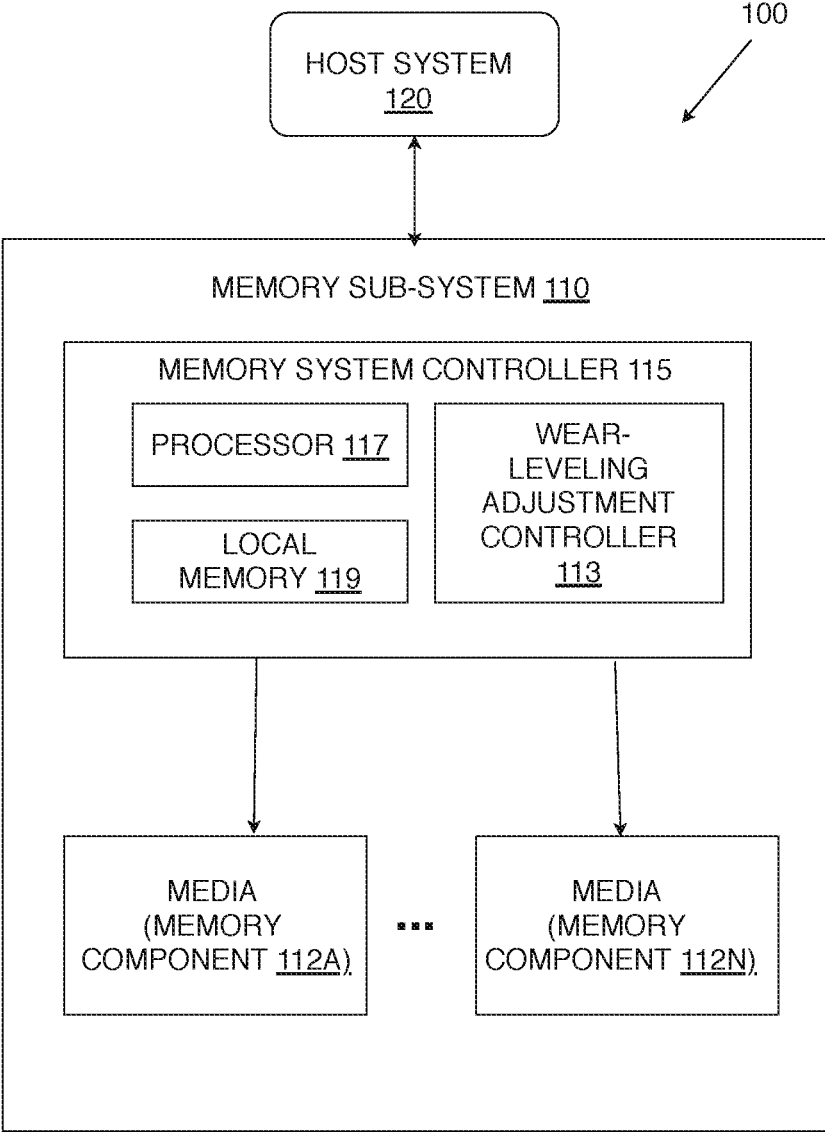 100
HOST SYSTEM
120
MEMORY SUB-SYSTEM 110
MEMORY SYSTEM CONTROLLER 115
PROCESSOR 117
LOCAL
MEMORY 119
WEAR-
LEVELING
ADJUSTMENT
CONTROLLER
113
MEDIA
(MEMORY
COMPONENT 112A)
MEDIA
(MEMORY
COMPONENT 112N)